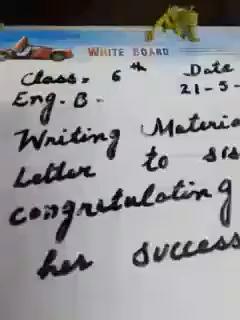 WHITE BOARD
Class = 6th Date
Eng. B - 21-5-
Writing Materia
Letter to sis
congratulating
her success